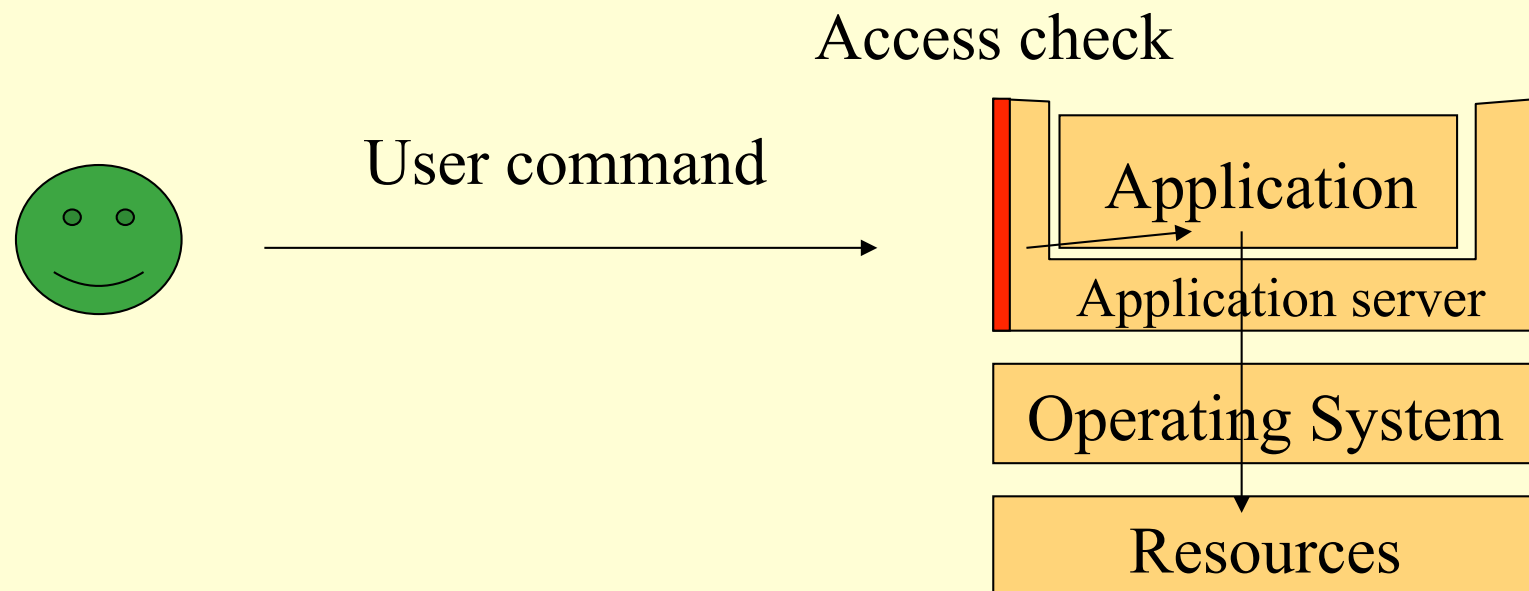 Access check
User command
Application
Application server
Operating System
Resources